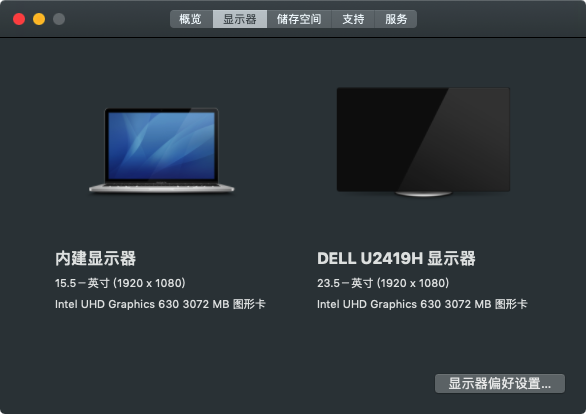 概览 显示器 储存空间 支持 服务
内建显示器
15.5－英寸 (1920 x 1080)
Intel UHD Graphics 630 3072 MB 图形卡
DELL U2419H 显示器
23.5－英寸 (1920 x 1080)
Intel UHD Graphics 630 3072 MB 图形卡
显示器偏好设置...